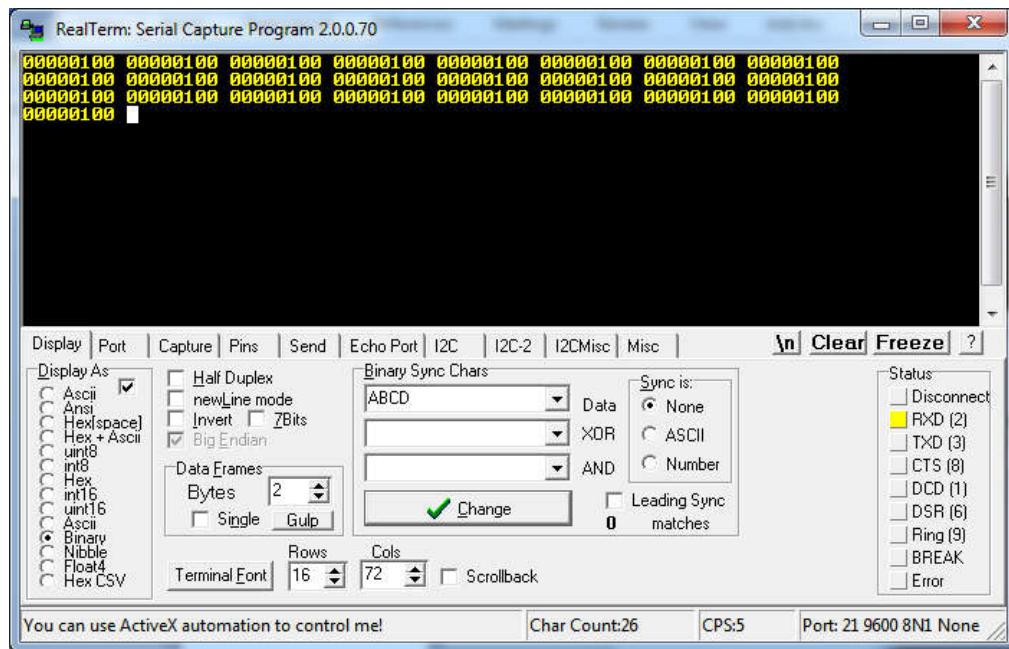 RealTerm: Serial Capture Program 2.0.0.70
00000100 00000100 00000100 00000100 00000100 00000100 00000100 00000100
00000100 00000100 00000100 00000100 00000100 00000100 00000100 00000100
00000100 00000100 00000100 00000100 00000100 00000100 00000100 00000100
00000100
Display Port Capture Pins Send Echo Port I2C I2C-2 I2CMisc Misc \n Clear Freeze ?
Display As
Ascii
Ansi
Hex[space]
Hex + Ascii
uint8
int8
Hex
int16
uint16
Ascii
Binary
Nibble
Float4
Hex CSV
Half Duplex
newLine mode
Invert 7Bits
Big Endian
Data Frames
Bytes 2
Single Gulp
Rows Cols
Terminal Font 16 72 Scrollback
Binary Sync Chars
ABCD Data
XOR
AND
Change
Sync is:
None
ASCII
Number
Leading Sync
0 matches
Status
Disconnect
RXD (2)
TXD (3)
CTS (8)
DCD (1)
DSR (6)
Ring (9)
BREAK
Error
You can use ActiveX automation to control me! Char Count:26 CPS:5 Port: 21 9600 8N1 None